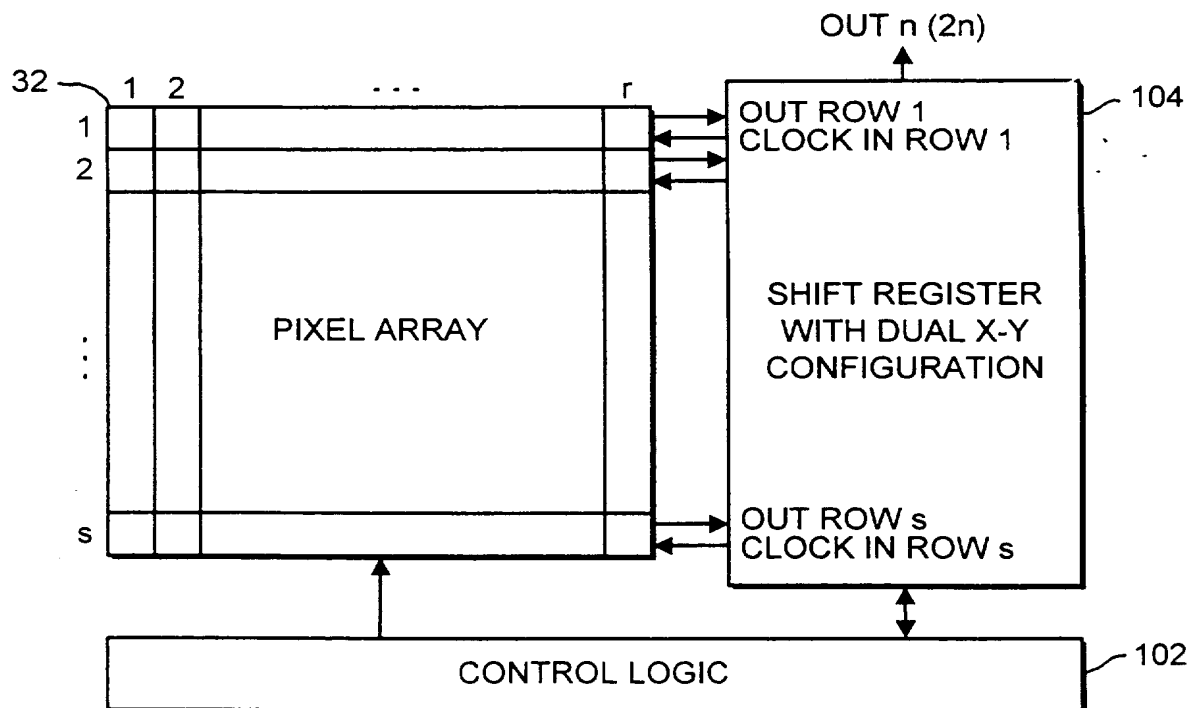 OUT n (2n)
32
1 2 ... r
104
1
OUT ROW 1
CLOCK IN ROW 1
2
PIXEL ARRAY
SHIFT REGISTER
WITH DUAL X-Y
CONFIGURATION
...
s
OUT ROW s
CLOCK IN ROW s
CONTROL LOGIC
102